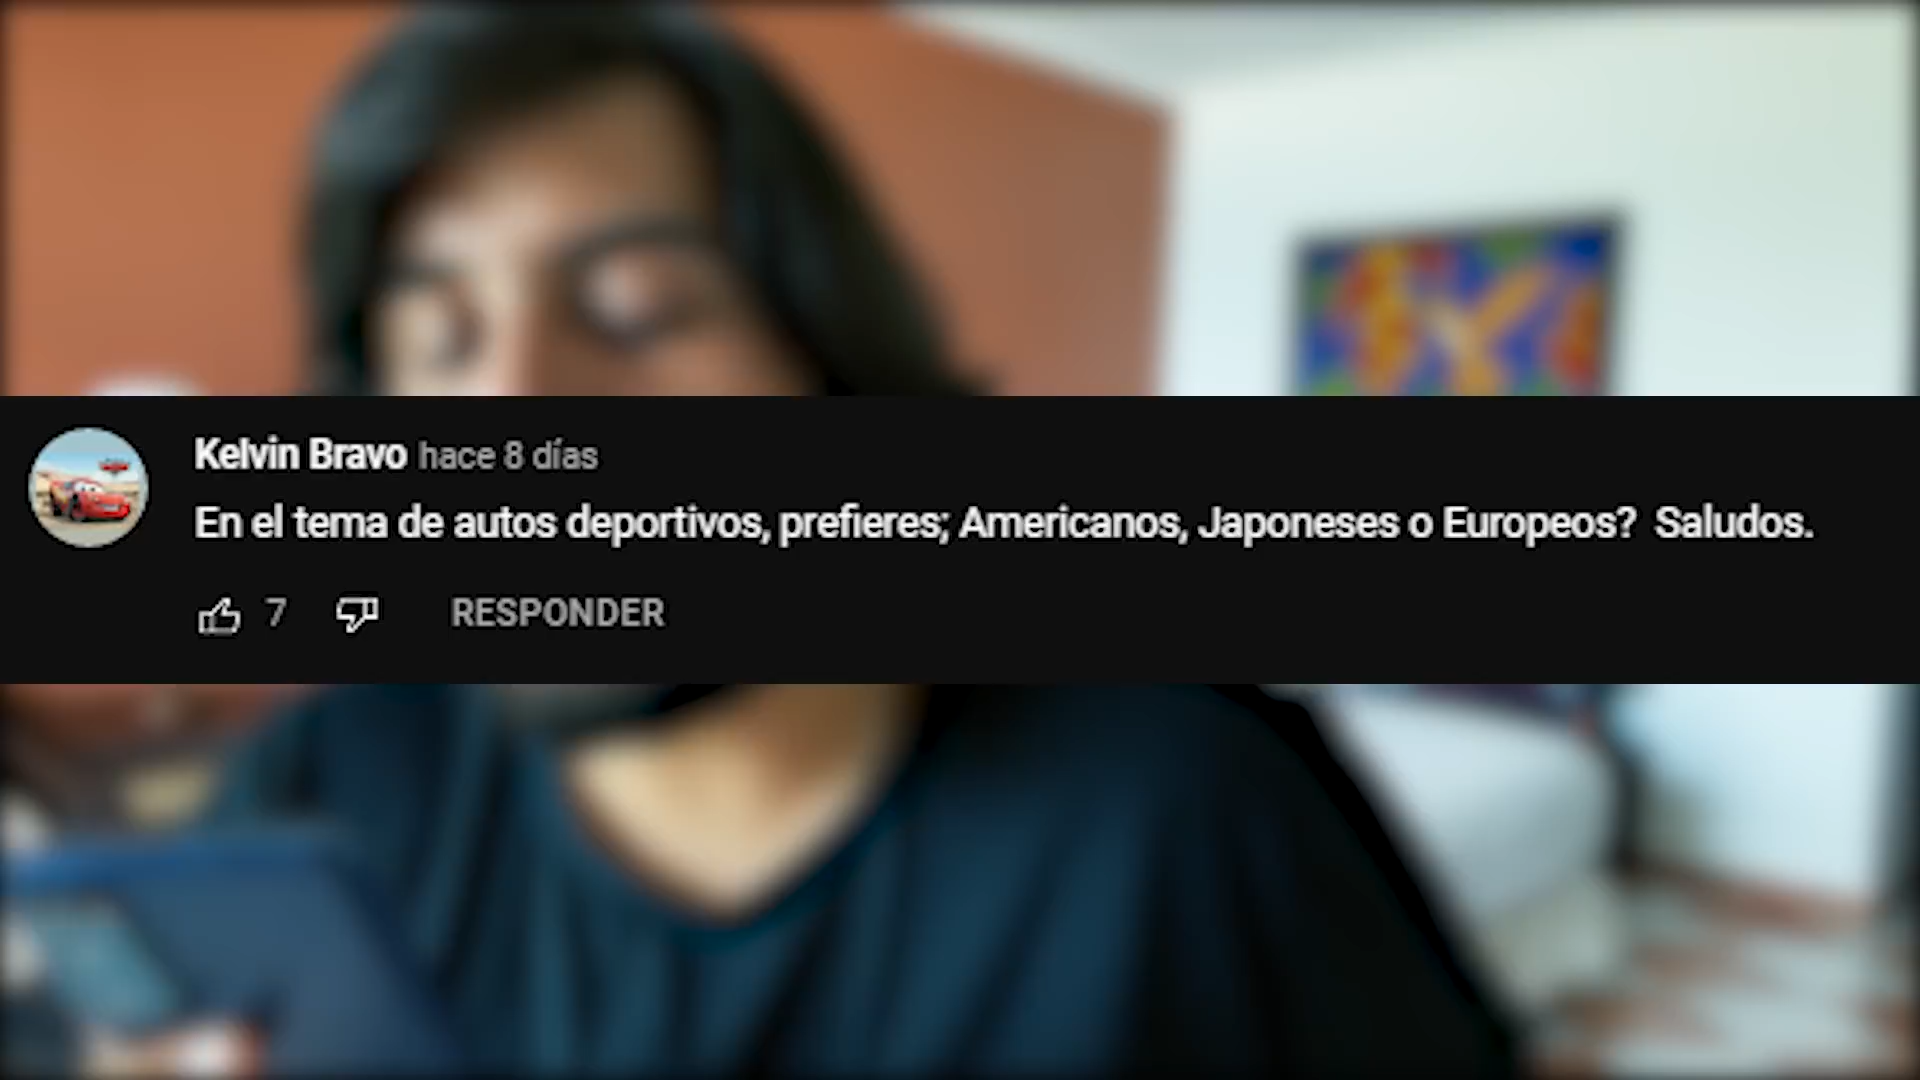 Kelvin Bravo hace 8 días
En el tema de autos deportivos, prefieres; Americanos, Japoneses o Europeos?  Saludos.
7 RESPONDER